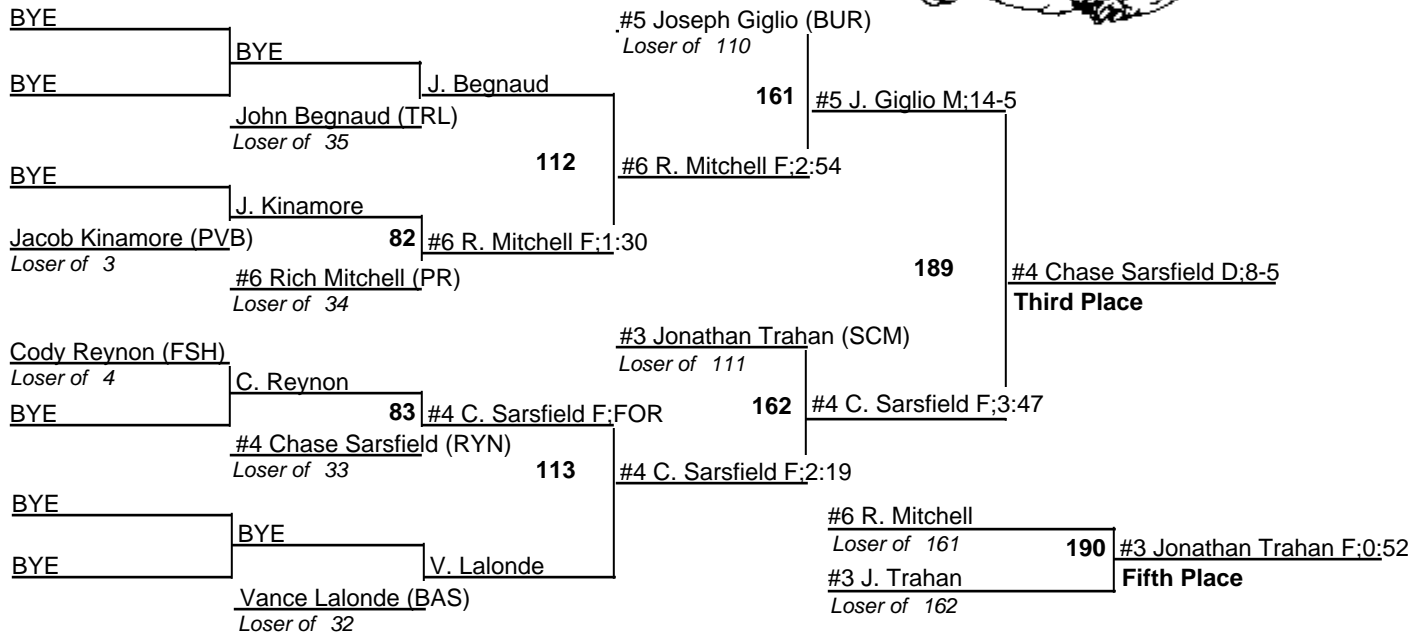 BYE
BYE
BYE
John Begnaud (TRL)
Loser of 35
J. Begnaud
BYE
Jacob Kinamore (PVB)
Loser of 3
J. Kinamore
#6 Rich Mitchell (PR)
Loser of 34
82
#6 R. Mitchell F;1:30
112
#6 R. Mitchell F;2:54
#5 Joseph Giglio (BUR)
Loser of 110
161
#5 J. Giglio M;14-5
Cody Reynon (FSH)
Loser of 4
BYE
C. Reynon
#4 Chase Sarsfield (RYN)
Loser of 33
83
#4 C. Sarsfield F;FOR
BYE
BYE
BYE
Vance Lalonde (BAS)
Loser of 32
V. Lalonde
113
#4 C. Sarsfield F;2:19
#3 Jonathan Trahan (SCM)
Loser of 111
162
#4 C. Sarsfield F;3:47
189
#4 Chase Sarsfield D;8-5
Third Place
#6 R. Mitchell
Loser of 161
#3 J. Trahan
Loser of 162
190
#3 Jonathan Trahan F;0:52
Fifth Place